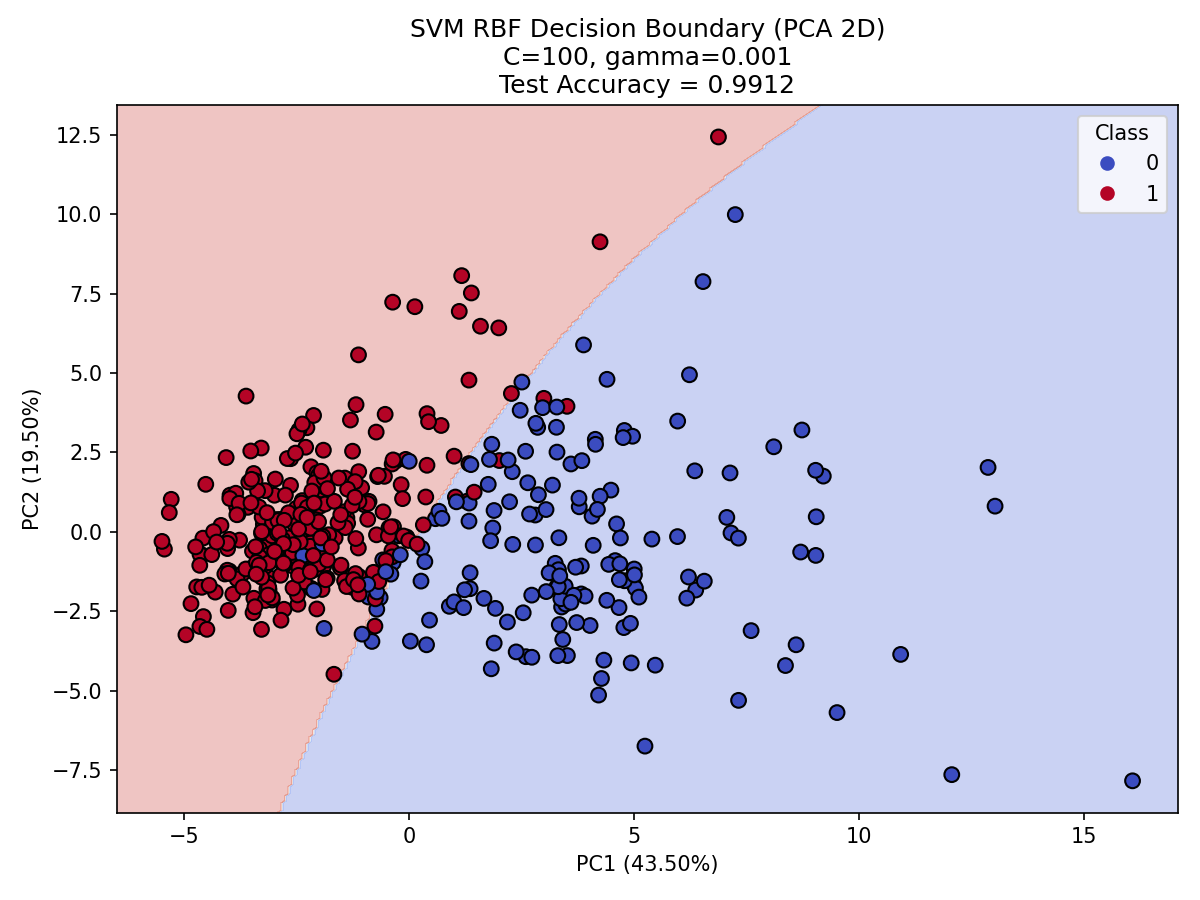 SVM RBF Decision Boundary (PCA 2D)
C=100, gamma=0.001
Test Accuracy = 0.9912
Class
0
1
12.5
10.0
7.5
5.0
2.5
0.0
−2.5
−5.0
−7.5
PC2 (19.50%)
−5
0
5
10
15
PC1 (43.50%)